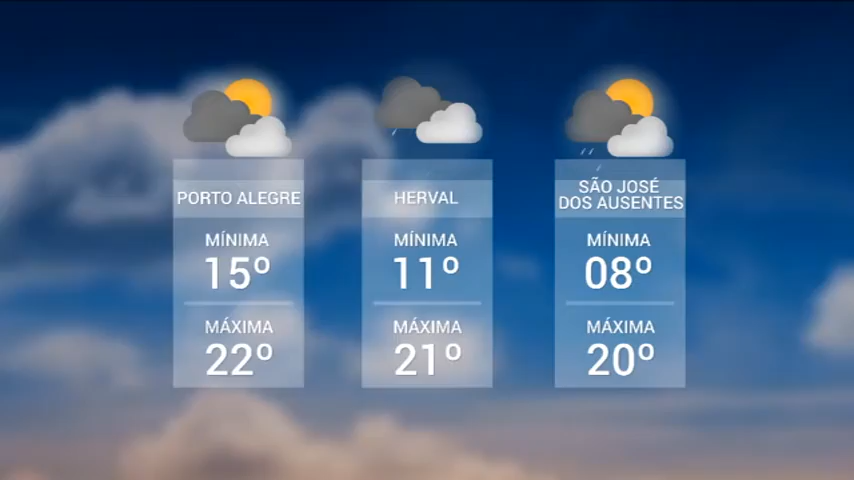 PORTO ALEGRE
MÍNIMA
15º
MÁXIMA
22º
HERVAL
MÍNIMA
11º
MÁXIMA
21º
SÃO JOSÉ
DOS AUSENTES
MÍNIMA
08º
MÁXIMA
20º